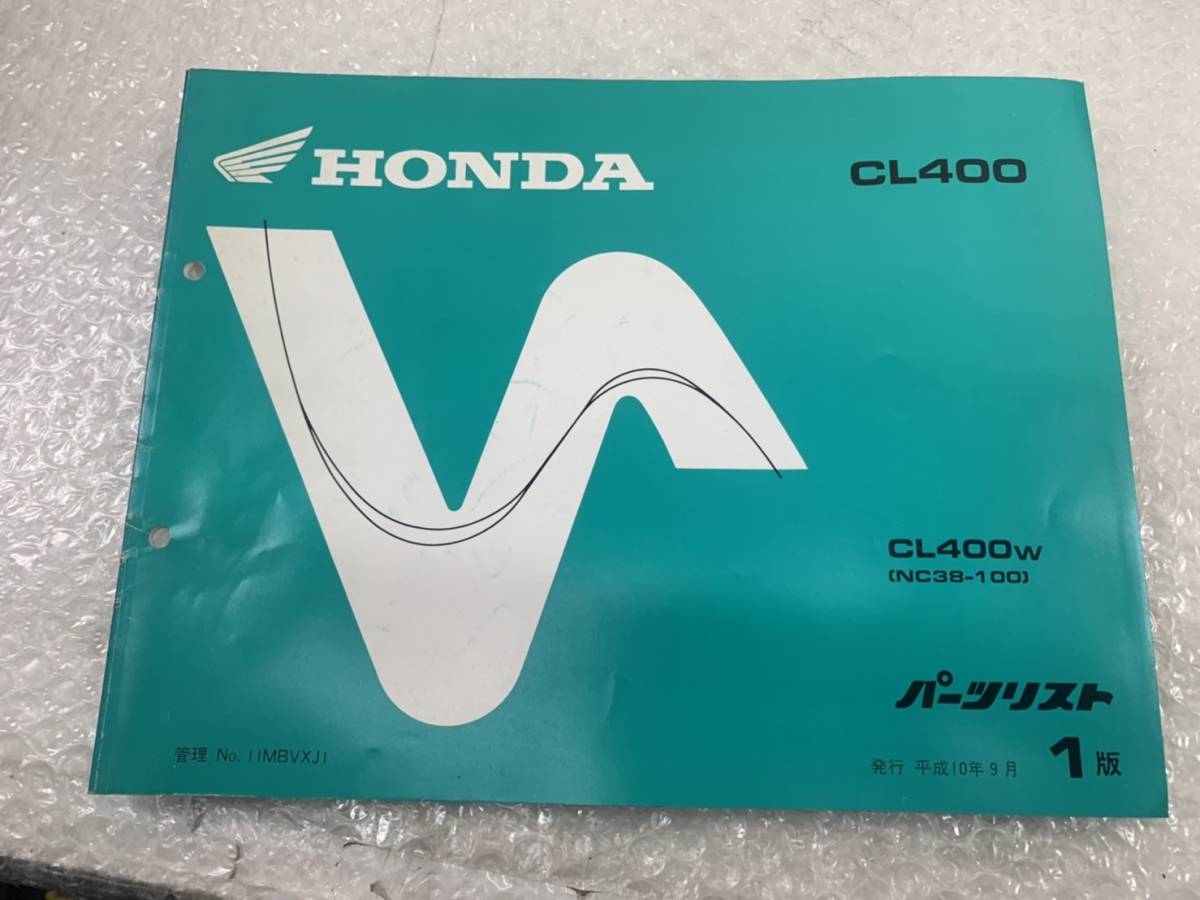 HONDA
CL400
CL400W
(NC38-100)
パーツリスト
管理 No. 11MBVXJ1
発行 平成10年9月 1版